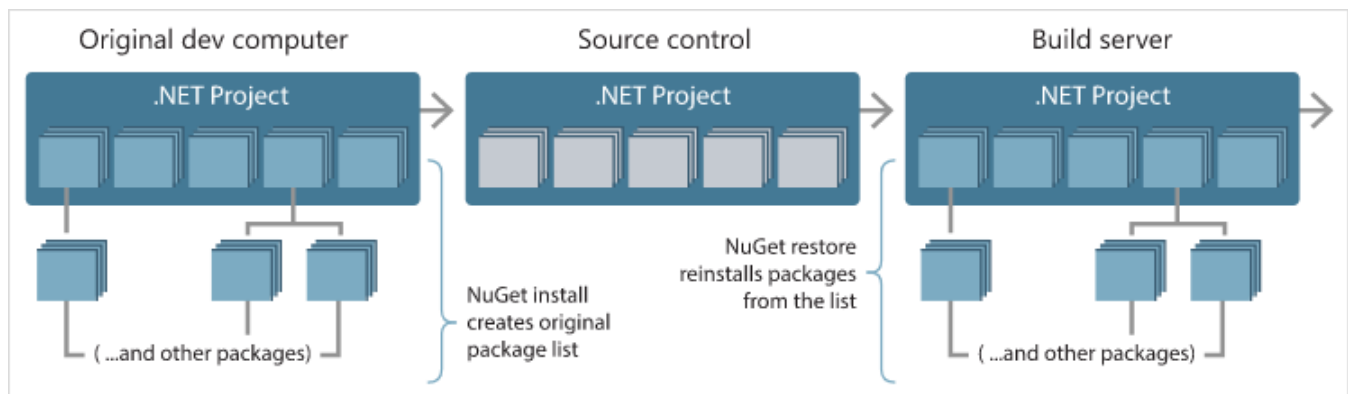 Original dev computer
Source control
Build server
.NET Project
.NET Project
.NET Project
NuGet install
creates original
package list
NuGet restore
reinstalls packages
from the list
( ...and other packages)
( ...and other packages)